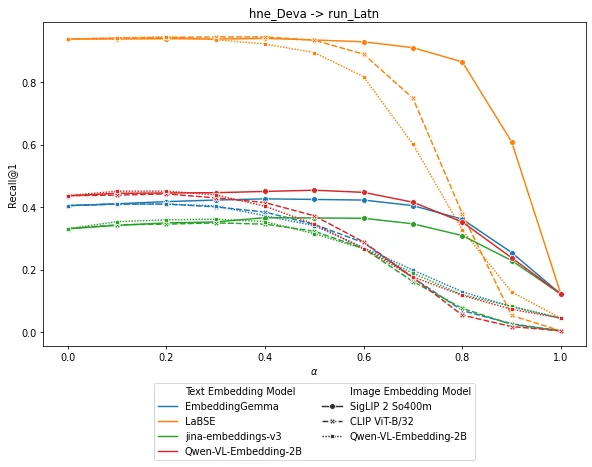 hne_Deva -> run_Latn
Recall@1
0.8
0.6
0.4
0.2
0.0
0.0 0.2 0.4 0.6 0.8 1.0
α
Text Embedding Model
EmbeddingGemma
LaBSE
jina-embeddings-v3
Qwen-VL-Embedding-2B
Image Embedding Model
SigLIP 2 So400m
CLIP ViT-B/32
Qwen-VL-Embedding-2B